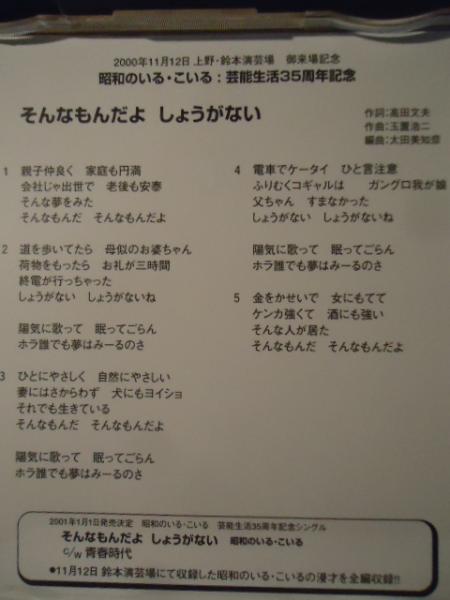 2000年11月12日 上野・鈴本演芸場 御来場記念
昭和のいる・こいる：芸能生活35周年記念
そんなもんだよ しょうがない
作詞：高田文夫
作曲：玉置浩二
編曲：太田美知彦
1 親子仲良く 家庭も円満
会社じゃ出世で 老後も安泰
そんな夢をみた
そんなもんだ そんなもんだよ
2 道を歩いてたら 母似のお婆ちゃん
荷物をもったら お礼が三時間
終電が行っちゃった
しょうがない しょうがないね
陽気に歌って 眠ってごらん
ホラ誰でも夢はみーるのさ
3 ひとにやさしく 自然にやさしい
妻にはさからわず 犬にもヨイショ
それでも生きている
そんなもんだ そんなもんだよ
陽気に歌って 眠ってごらん
ホラ誰でも夢はみーるのさ
4 電車でケータイ ひと言注意
ふりむくコギャルは ガングロ我が娘
父ちゃん すまなかった
しょうがない しょうがないね
陽気に歌って 眠ってごらん
ホラ誰でも夢はみーるのさ
5 金をかせいで 女にもてて
ケンカ強くて 酒にも強い
そんな人が居た
そんなもんだ そんなもんだよ
2001年1月1日発売決定 昭和のいる・こいる 芸能生活35周年記念シングル
そんなもんだよ しょうがない 昭和のいる・こいる
c/w 青春時代
●11月12日 鈴本演芸場にて収録した昭和のいる・こいるの漫才を全編収録!!